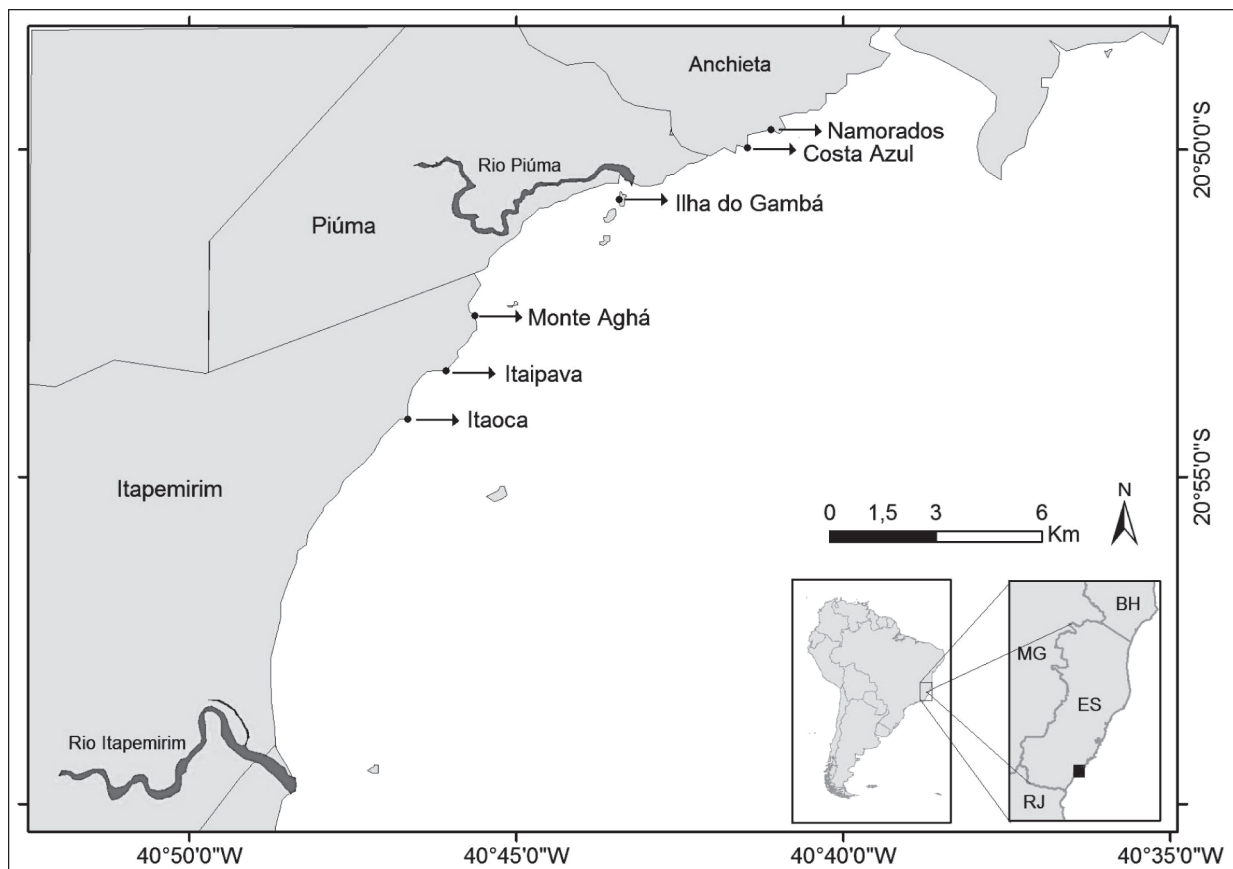 Anchieta
Namorados
Costa Azul
20°50'0"S
Rio Piúma
Ilha do Gambá
Piúma
Monte Aghá
Itaipava
Itaoca
Itapemirim
20°55'0"S
N
0 1,5 3 6
Km
BH
MG
ES
RJ
Rio Itapemirim
40°50'0"W 40°45'0"W 40°40'0"W 40°35'0"W